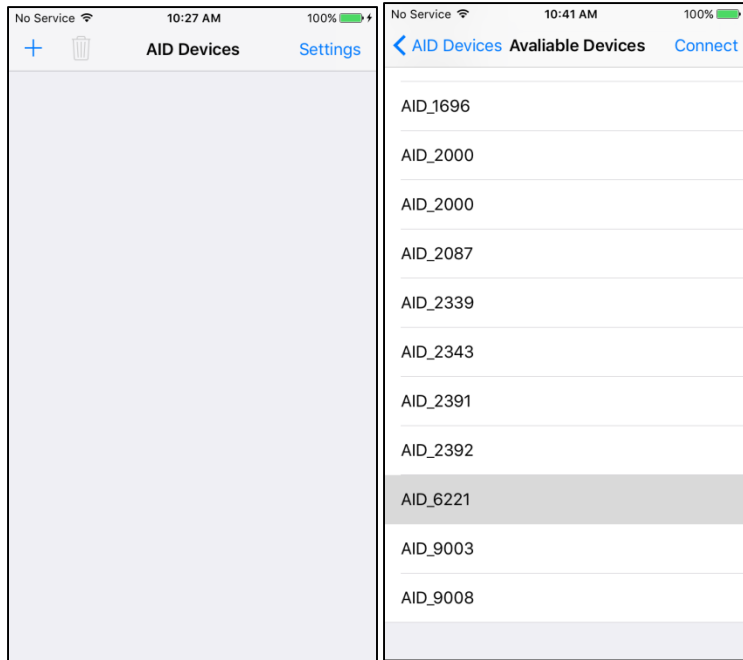 No Service 10:27 AM 100%
+ AID Devices Settings
No Service 10:41 AM 100%
AID Devices Avaliable Devices Connect
AID_1696
AID_2000
AID_2000
AID_2087
AID_2339
AID_2343
AID_2391
AID_2392
AID_6221
AID_9003
AID_9008